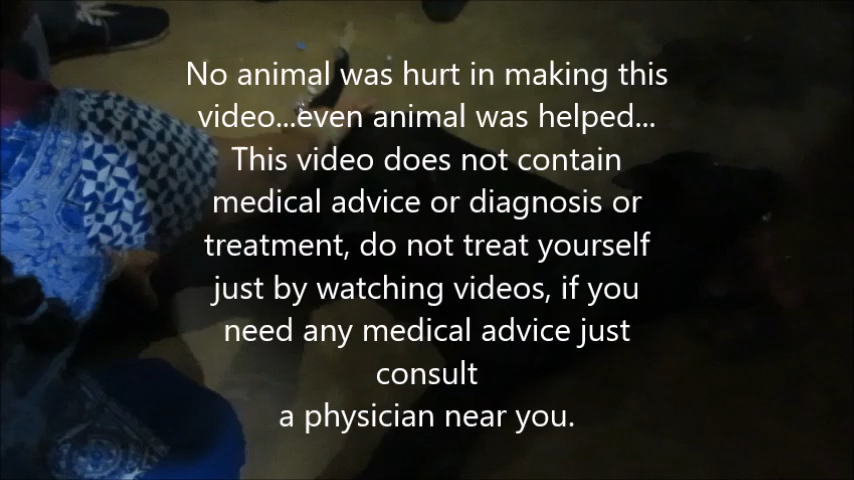 No animal was hurt in making this
video...even animal was helped...
This video does not contain
medical advice or diagnosis or
treatment, do not treat yourself
just by watching videos, if you
need any medical advice just
consult
a physician near you.